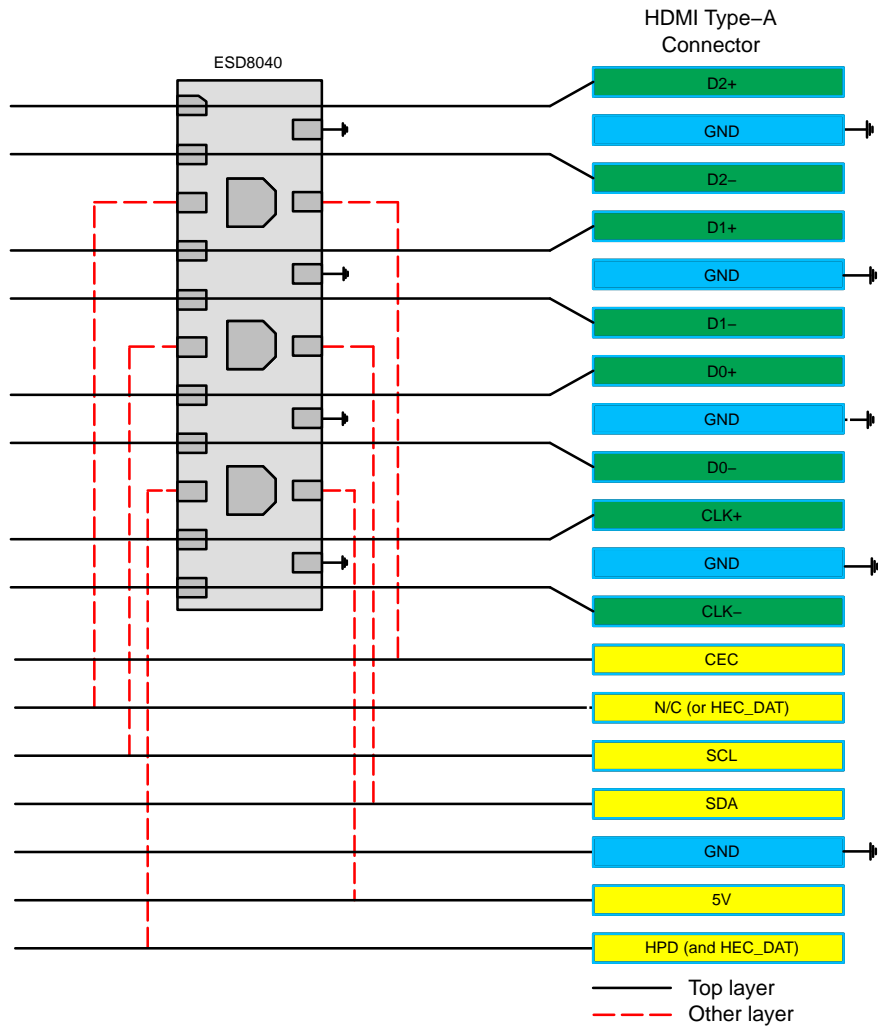 HDMI Type–A
Connector
ESD8040
D2+
GND
D2–
D1+
GND
D1–
D0+
GND
D0–
CLK+
GND
CLK–
CEC
N/C (or HEC_DAT)
SCL
SDA
GND
5V
HPD (and HEC_DAT)
Top layer
Other layer